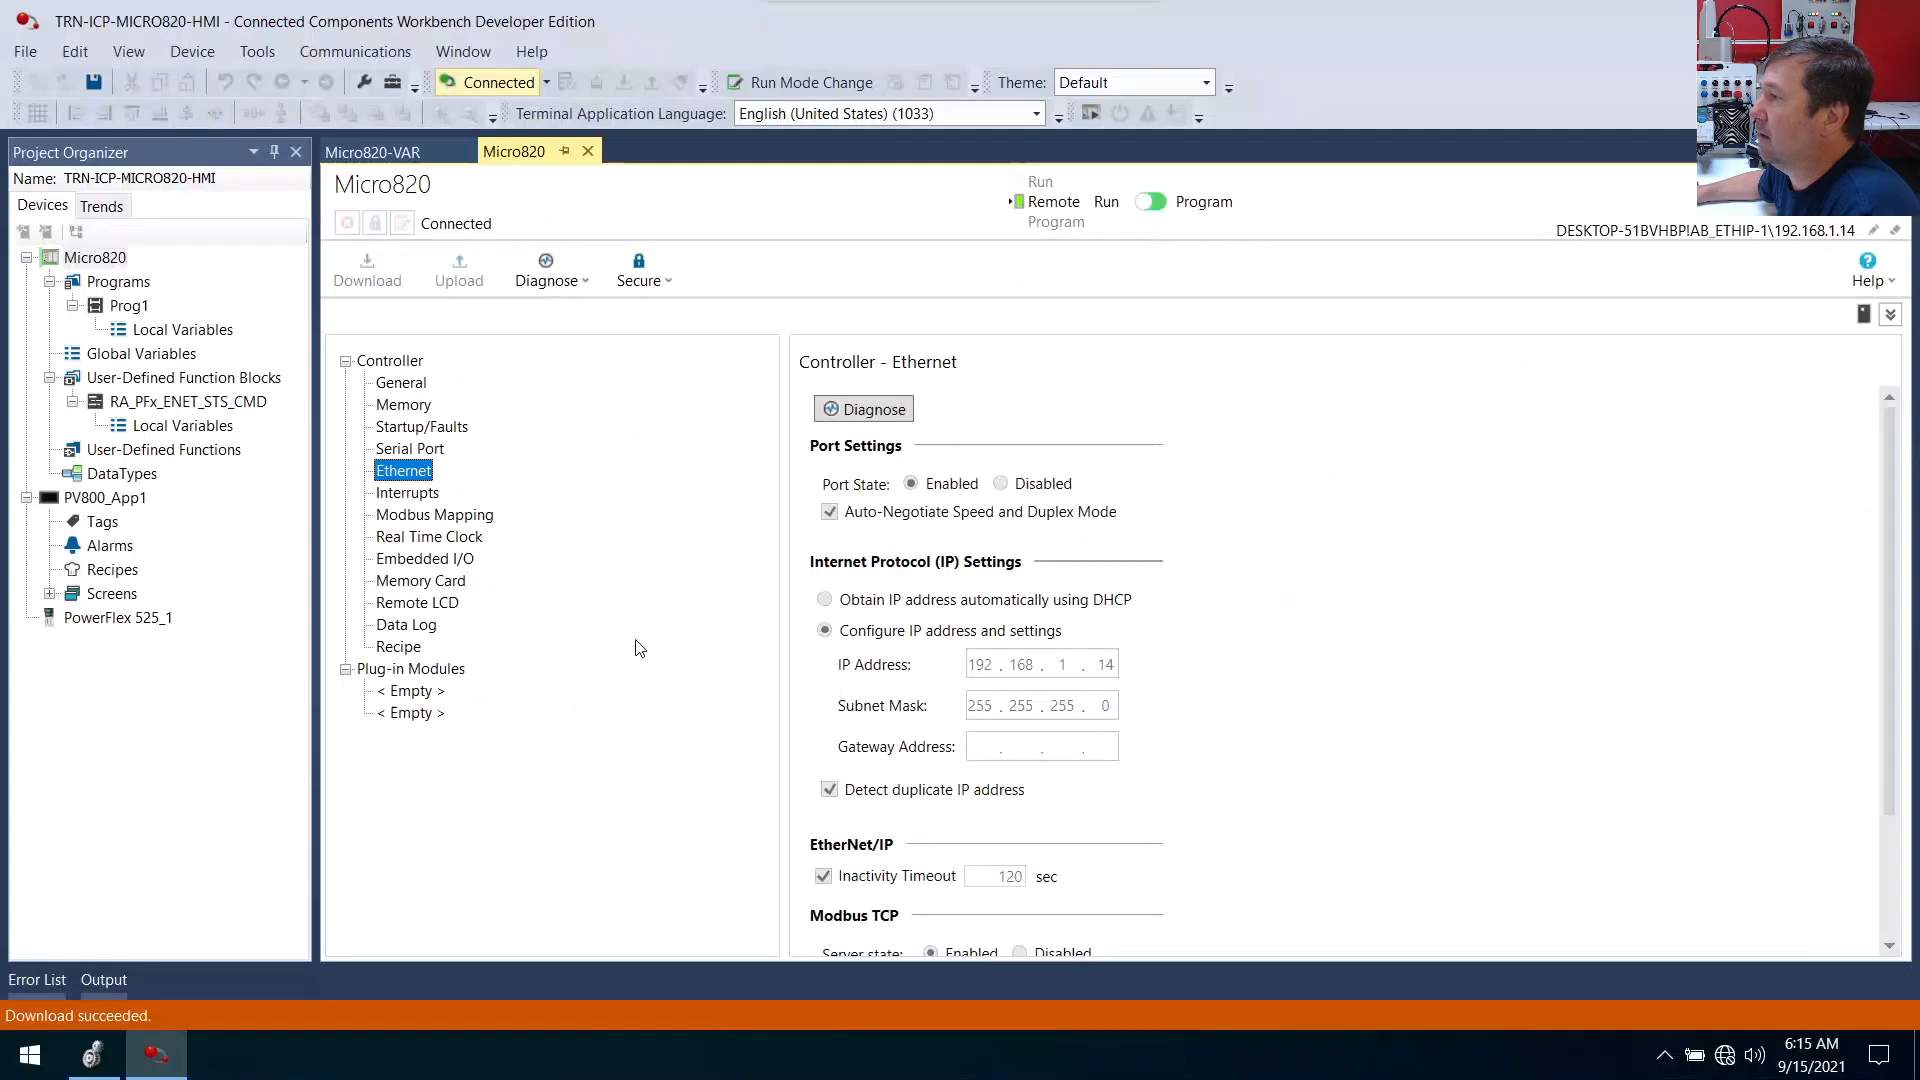 TRN-ICP-MICRO820-HMI - Connected Components Workbench Developer Edition
File Edit View Device Tools Communications Window Help
Connected Run Mode Change Theme: Default
Terminal Application Language: English (United States) (1033)
Project Organizer
Name: TRN-ICP-MICRO820-HMI
Devices Trends
Micro820
Programs
Prog1
Local Variables
Global Variables
User-Defined Function Blocks
RA_PFx_ENET_STS_CMD
Local Variables
User-Defined Functions
DataTypes
PV800_App1
Tags
Alarms
Recipes
Screens
PowerFlex 525_1
Micro820-VAR Micro820
Micro820
Connected
Run
Remote Run Program
Program
DESKTOP-51BVHBP!AB_ETHIP-1\192.168.1.14
Download Upload Diagnose Secure Help
Controller
General
Memory
Startup/Faults
Serial Port
Ethernet
Interrupts
Modbus Mapping
Real Time Clock
Embedded I/O
Memory Card
Remote LCD
Data Log
Recipe
Plug-in Modules
< Empty >
< Empty >
Controller - Ethernet
Diagnose
Port Settings
Port State: Enabled Disabled
Auto-Negotiate Speed and Duplex Mode
Internet Protocol (IP) Settings
Obtain IP address automatically using DHCP
Configure IP address and settings
IP Address: 192 . 168 . 1 . 14
Subnet Mask: 255 . 255 . 255 . 0
Gateway Address: . . .
Detect duplicate IP address
EtherNet/IP
Inactivity Timeout 120 sec
Modbus TCP
Server state: Enabled Disabled
Error List Output
Download succeeded.
6:15 AM
9/15/2021